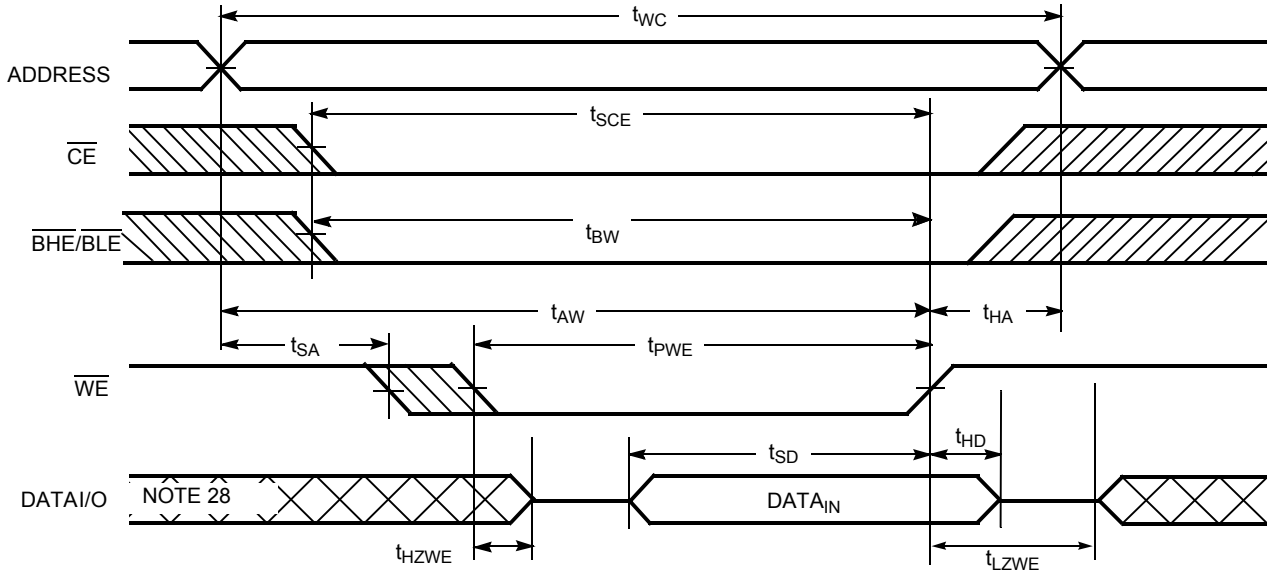 tWC
ADDRESS
tSCE
CE
tBW
BHE/BLE
tAW
tHA
tSA
tPWE
WE
tHD
tSD
DATAI/O
NOTE 28
DATAIN
tHZWE
tLZWE